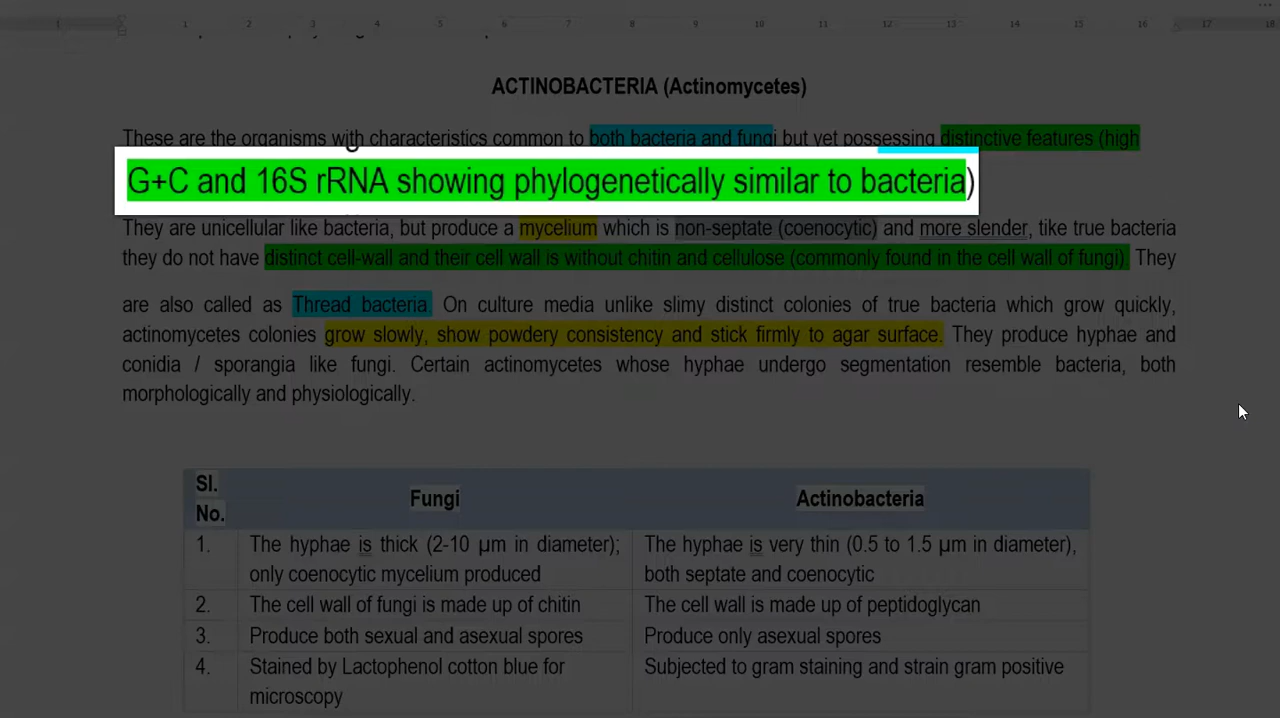 ACTINOBACTERIA (Actinomycetes)
These are the organisms with characteristics common to both bacteria and fungi but yet possessing distinctive features (high
G+C and 16S rRNA showing phylogenetically similar to bacteria)
They are unicellular like bacteria, but produce a mycelium which is non-septate (coenocytic) and more slender, tike true bacteria
they do not have distinct cell-wall and their cell wall is without chitin and cellulose (commonly found in the cell wall of fungi). They
are also called as Thread bacteria. On culture media unlike slimy distinct colonies of true bacteria which grow quickly,
actinomycetes colonies grow slowly, show powdery consistency and stick firmly to agar surface. They produce hyphae and
conidia / sporangia like fungi. Certain actinomycetes whose hyphae undergo segmentation resemble bacteria, both
morphologically and physiologically.
Sl. No. Fungi Actinobacteria
1. The hyphae is thick (2-10 µm in diameter); The hyphae is very thin (0.5 to 1.5 µm in diameter),
only coenocytic mycelium produced both septate and coenocytic
2. The cell wall of fungi is made up of chitin The cell wall is made up of peptidoglycan
3. Produce both sexual and asexual spores Produce only asexual spores
4. Stained by Lactophenol cotton blue for Subjected to gram staining and strain gram positive
microscopy